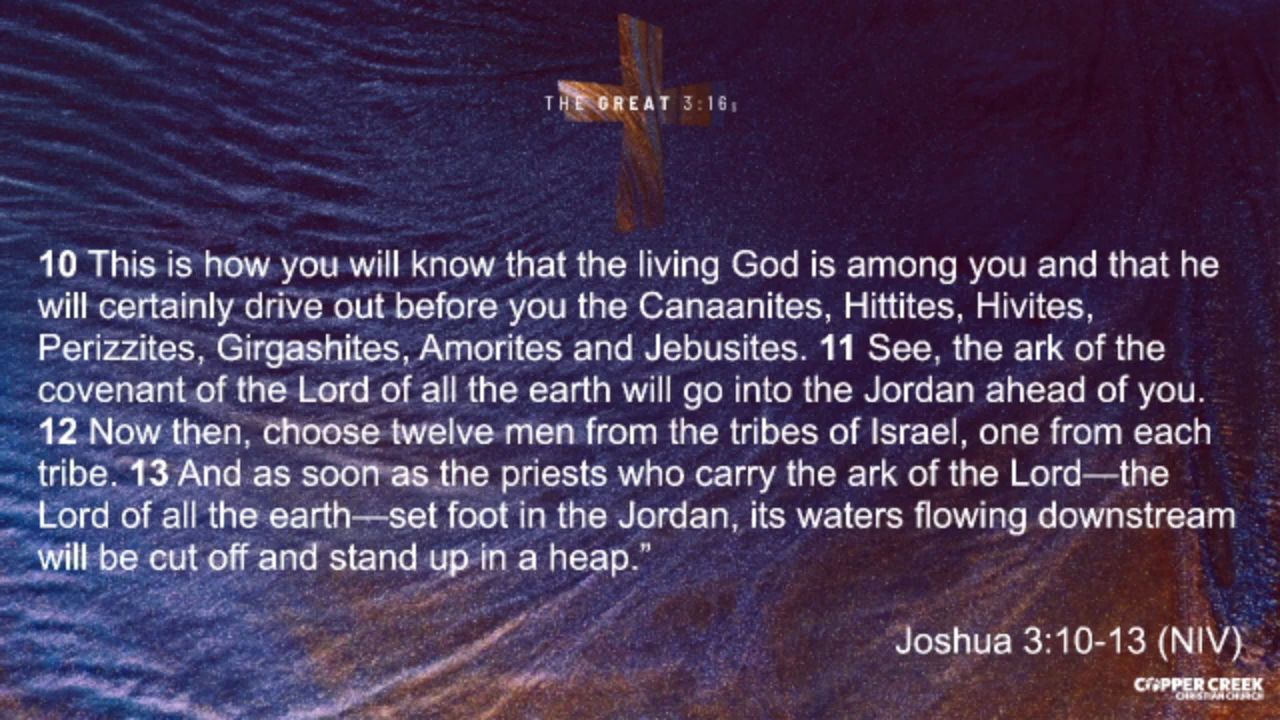 THE GREAT 3:16s
10 This is how you will know that the living God is among you and that he
will certainly drive out before you the Canaanites, Hittites, Hivites,
Perizzites, Girgashites, Amorites and Jebusites. 11 See, the ark of the
covenant of the Lord of all the earth will go into the Jordan ahead of you.
12 Now then, choose twelve men from the tribes of Israel, one from each
tribe. 13 And as soon as the priests who carry the ark of the Lord—the
Lord of all the earth—set foot in the Jordan, its waters flowing downstream
will be cut off and stand up in a heap.”
Joshua 3:10-13 (NIV)
COPPER CREEK
CHRISTIAN CHURCH